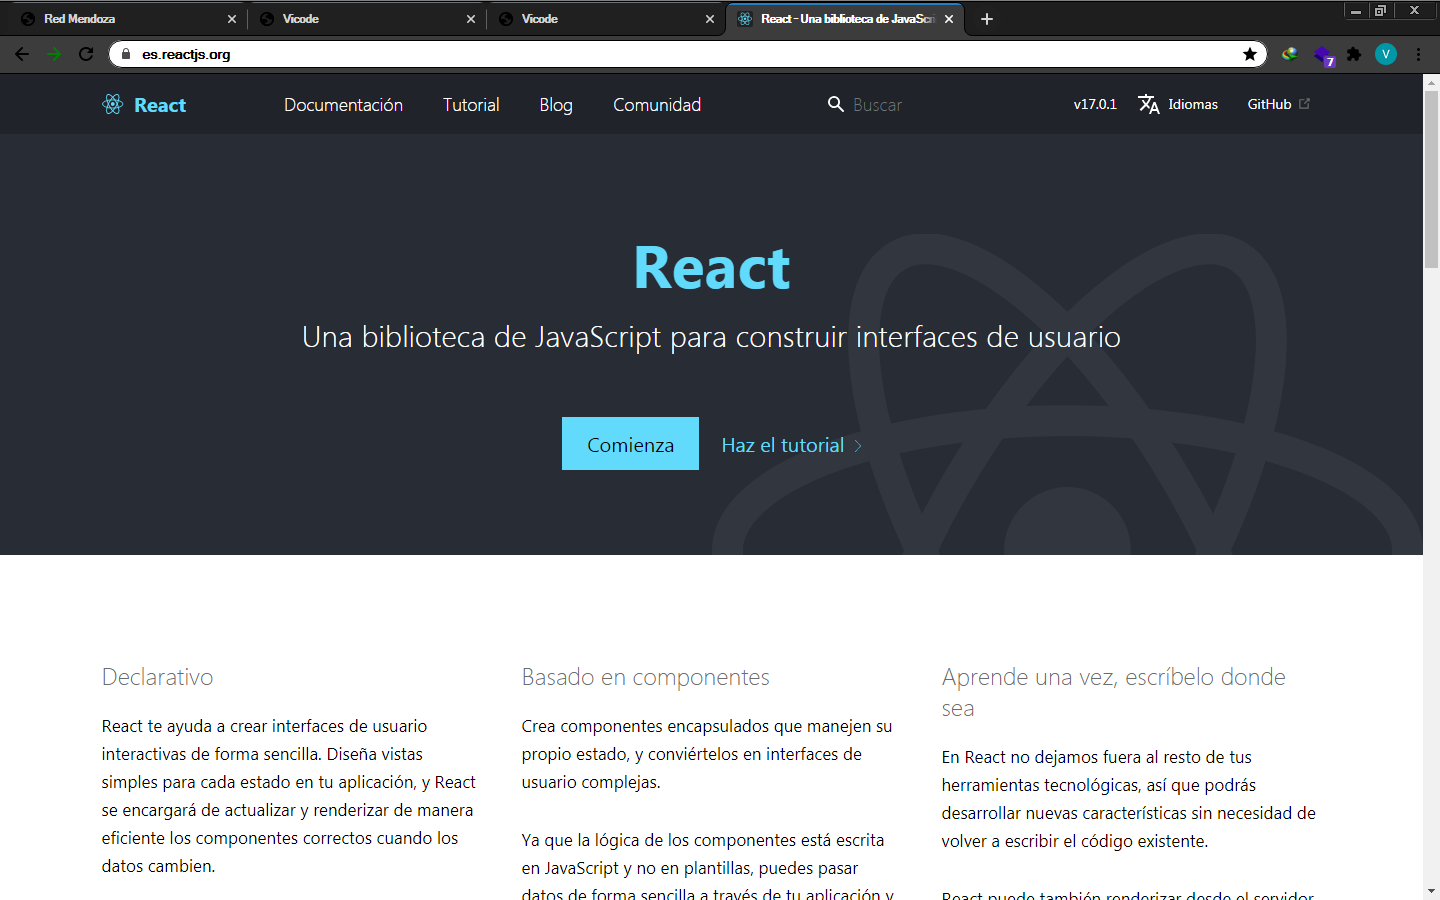 Red Mendoza
Vicode
Vicode
React – Una biblioteca de JavaScri
es.reactjs.org
7
V
React
Documentación
Tutorial
Blog
Comunidad
Buscar
v17.0.1
Idiomas
GitHub
React
Una biblioteca de JavaScript para construir interfaces de usuario
Comienza
Haz el tutorial
Declarativo
React te ayuda a crear interfaces de usuario
interactivas de forma sencilla. Diseña vistas
simples para cada estado en tu aplicación, y React
se encargará de actualizar y renderizar de manera
eficiente los componentes correctos cuando los
datos cambien.
Basado en componentes
Crea componentes encapsulados que manejen su
propio estado, y conviértelos en interfaces de
usuario complejas.
Ya que la lógica de los componentes está escrita
en JavaScript y no en plantillas, puedes pasar
datos de forma sencilla a través de tu aplicación y
Aprende una vez, escríbelo donde
sea
En React no dejamos fuera al resto de tus
herramientas tecnológicas, así que podrás
desarrollar nuevas características sin necesidad de
volver a escribir el código existente.
React puede también renderizar desde el servidor